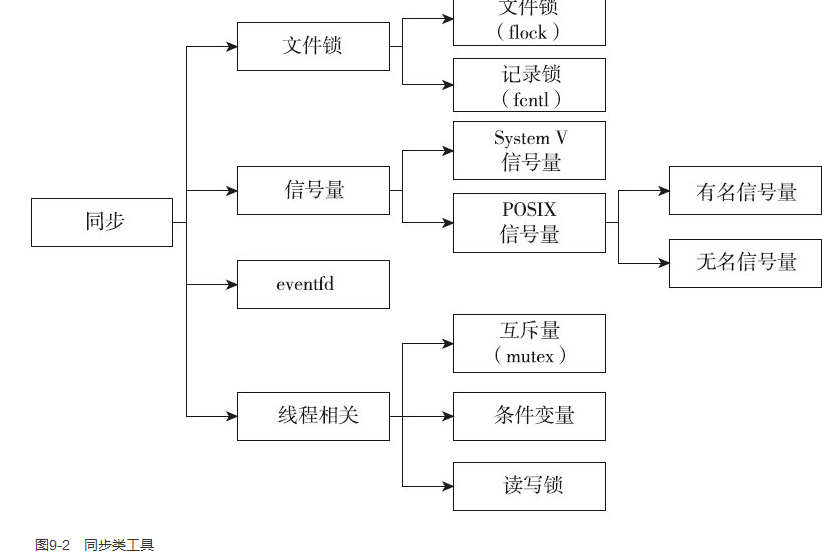 文件锁
(flock)
文件锁
记录锁
(fcntl)
System V
信号量
信号量
有名信号量
同步
POSIX
信号量
无名信号量
eventfd
互斥量
(mutex)
线程相关
条件变量
读写锁
图9-2 同步类工具